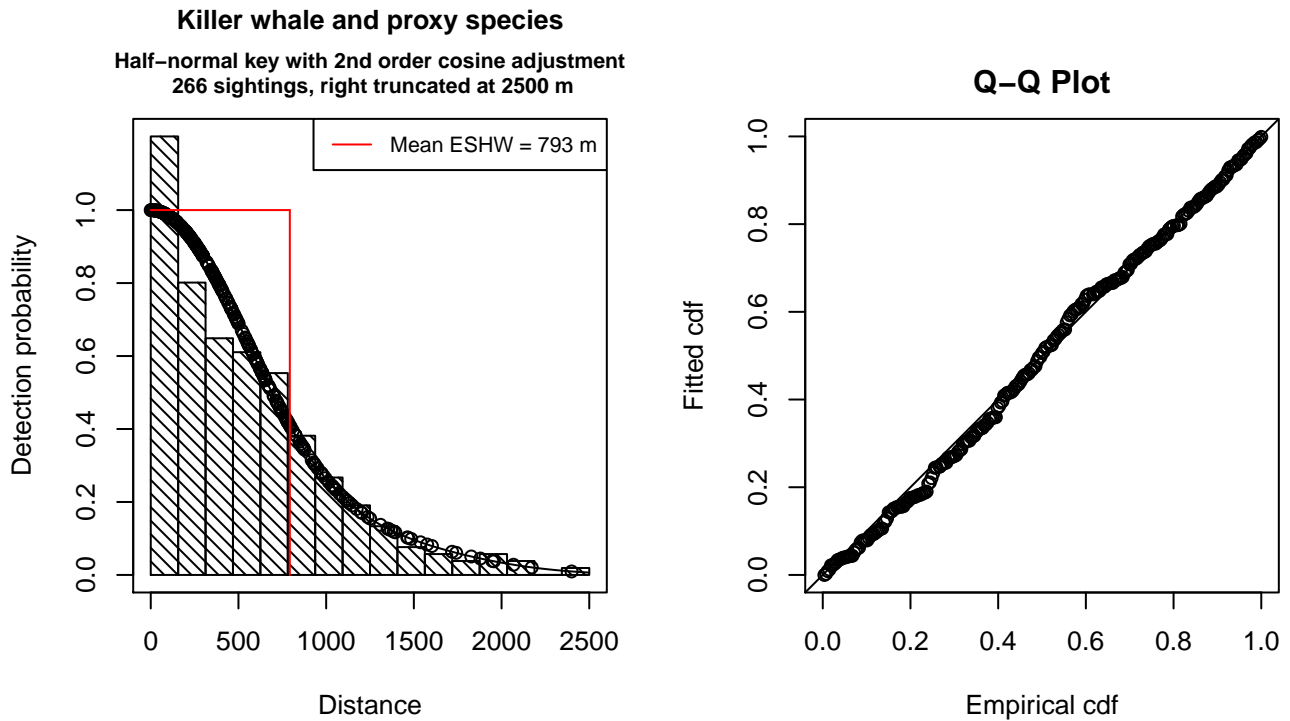 Killer whale and proxy species
Half−normal key with 2nd order cosine adjustment
266 sightings, right truncated at 2500 m
Mean ESHW = 793 m
Detection probability
0.0 0.2 0.4 0.6 0.8 1.0
0 500 1000 1500 2000 2500
Distance
Q−Q Plot
Fitted cdf
0.0 0.2 0.4 0.6 0.8 1.0
0.0 0.2 0.4 0.6 0.8 1.0
Empirical cdf